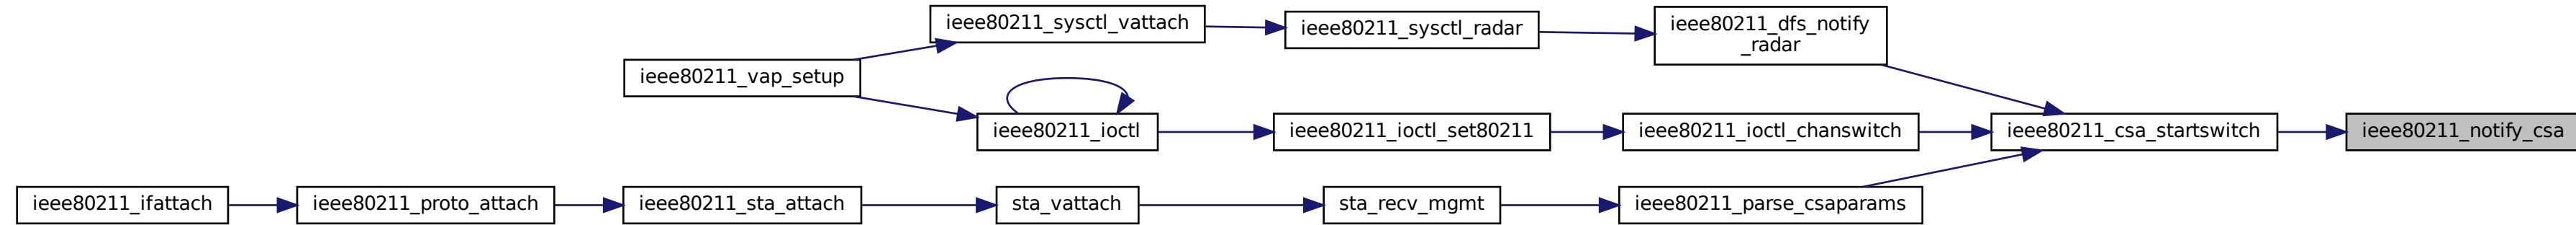 ieee80211_sysctl_vattach
ieee80211_sysctl_radar
ieee80211_dfs_notify
_radar
ieee80211_vap_setup
ieee80211_ioctl
ieee80211_ioctl_set80211
ieee80211_ioctl_chanswitch
ieee80211_csa_startswitch
ieee80211_notify_csa
ieee80211_ifattach
ieee80211_proto_attach
ieee80211_sta_attach
sta_vattach
sta_recv_mgmt
ieee80211_parse_csaparams